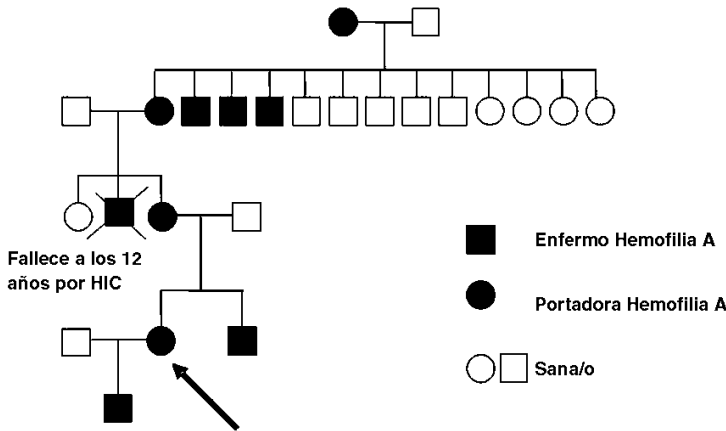 Fallece a los 12
años por HIC
Enfermo Hemofilia A
Portadora Hemofilia A
Sana/o